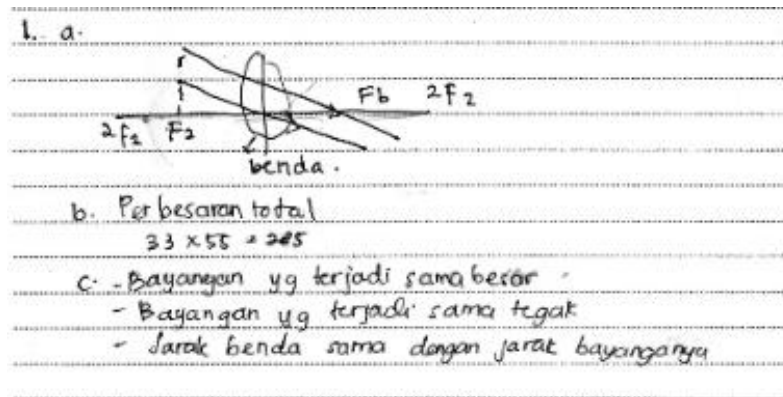 1. a.
Fb 2F2
2F2 F2
benda.
b. Perbesaran total
33 x 55 = 285
c. - Bayangan yg terjadi sama besar
- Bayangan yg terjadi sama tegak
- Jarak benda sama dengan jarak bayanganya